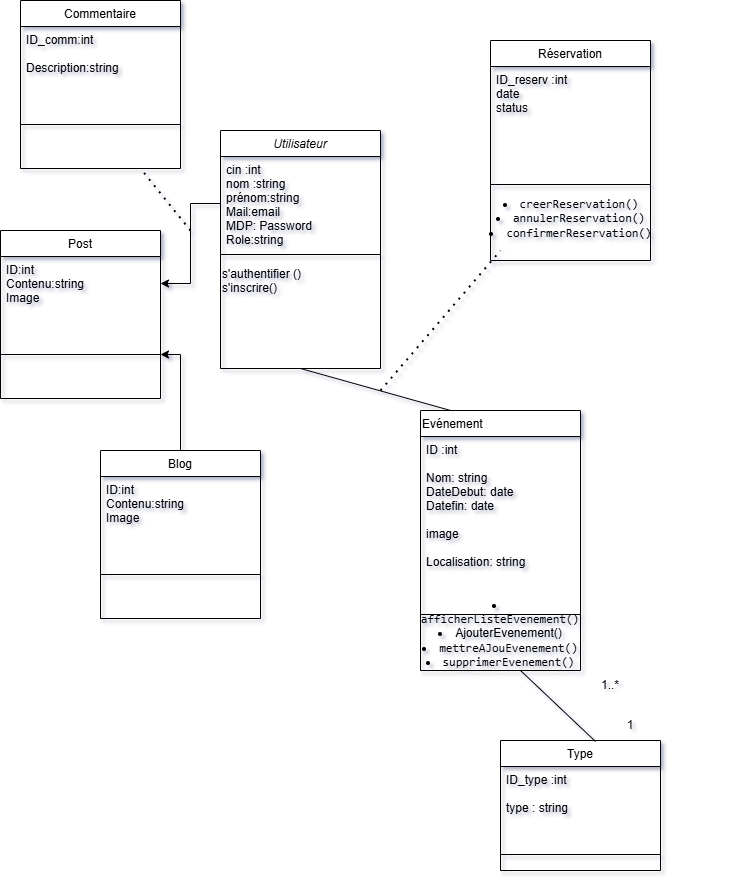 Commentaire
ID_comm:int
Description:string
Réservation
ID_reserv :int
date
status
creerReservation()
annulerReservation()
confirmerReservation()
Utilisateur
cin :int
nom :string
prénom:string
Mail:email
MDP: Password
Role:string
s'authentifier ()
s'inscrire()
Post
ID:int
Contenu:string
Image
Blog
ID:int
Contenu:string
Image
Evénement
ID :int
Nom: string
DateDebut: date
Datefin: date
image
Localisation: string
afficherListeEvenement()
AjouterEvenement()
mettreAJouEvenement()
supprimerEvenement()
1..*
1
Type
ID_type :int
type : string